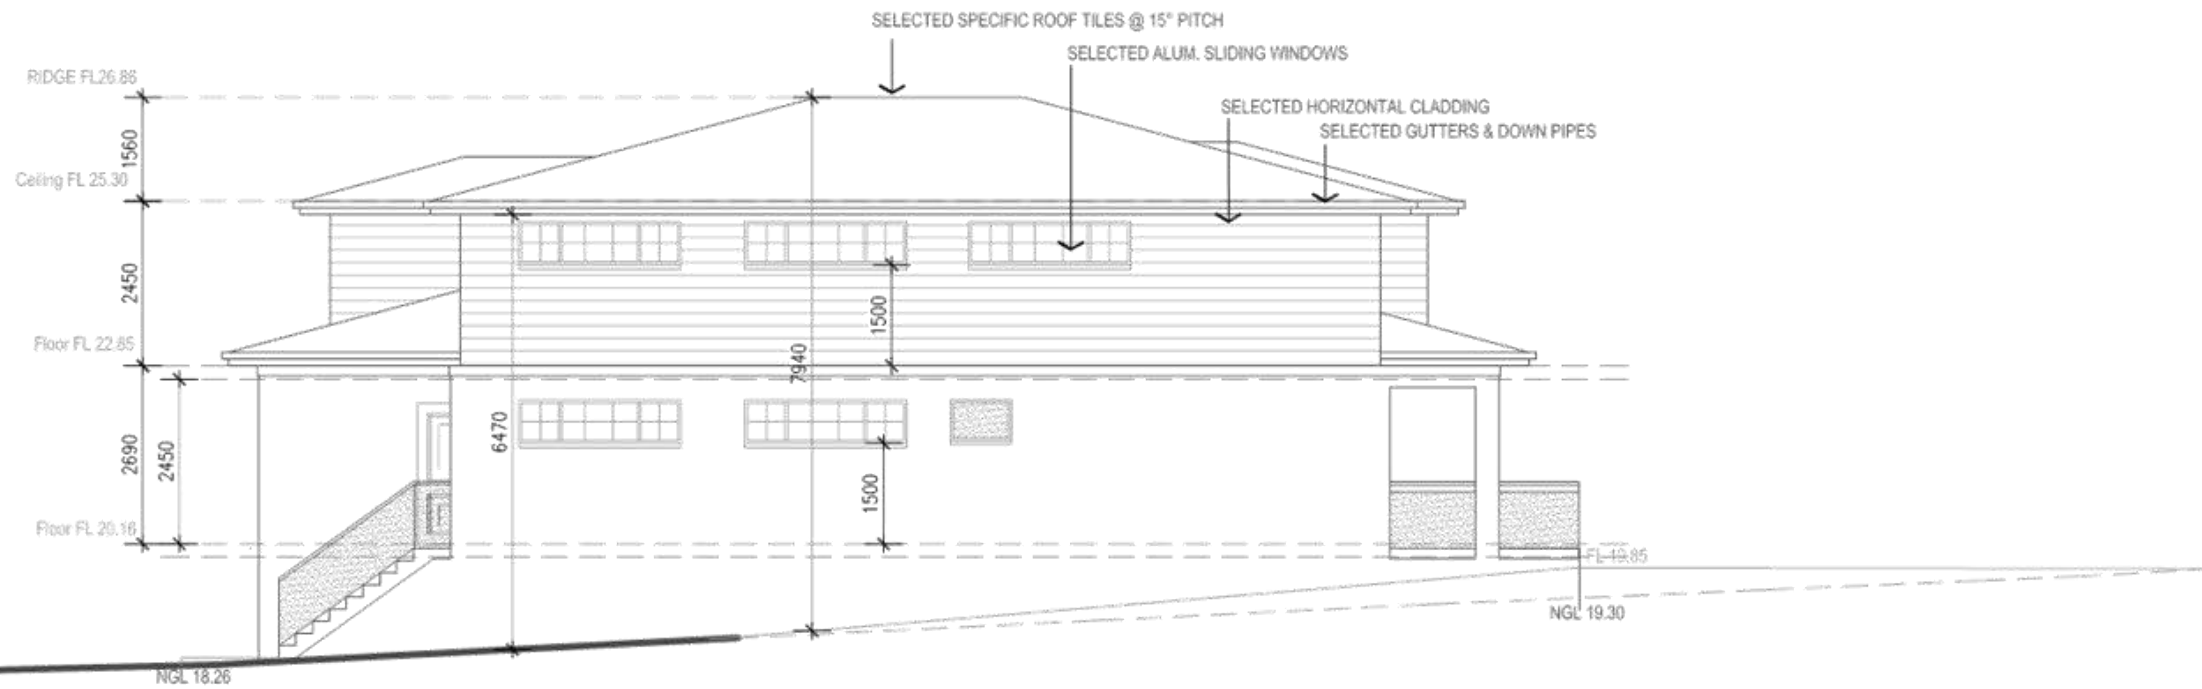 SELECTED SPECIFIC ROOF TILES @ 15° PITCH
SELECTED ALUM. SLIDING WINDOWS
RIDGE FL26.86
SELECTED HORIZONTAL CLADDING
SELECTED GUTTERS & DOWN PIPES
1560
Ceiling FL 25.30
2450
1500
Floor FL 22.85
7940
6470
2690
2450
1500
Floor FL 20.16
FL 19.85
NGL 19.30
NGL 18.26